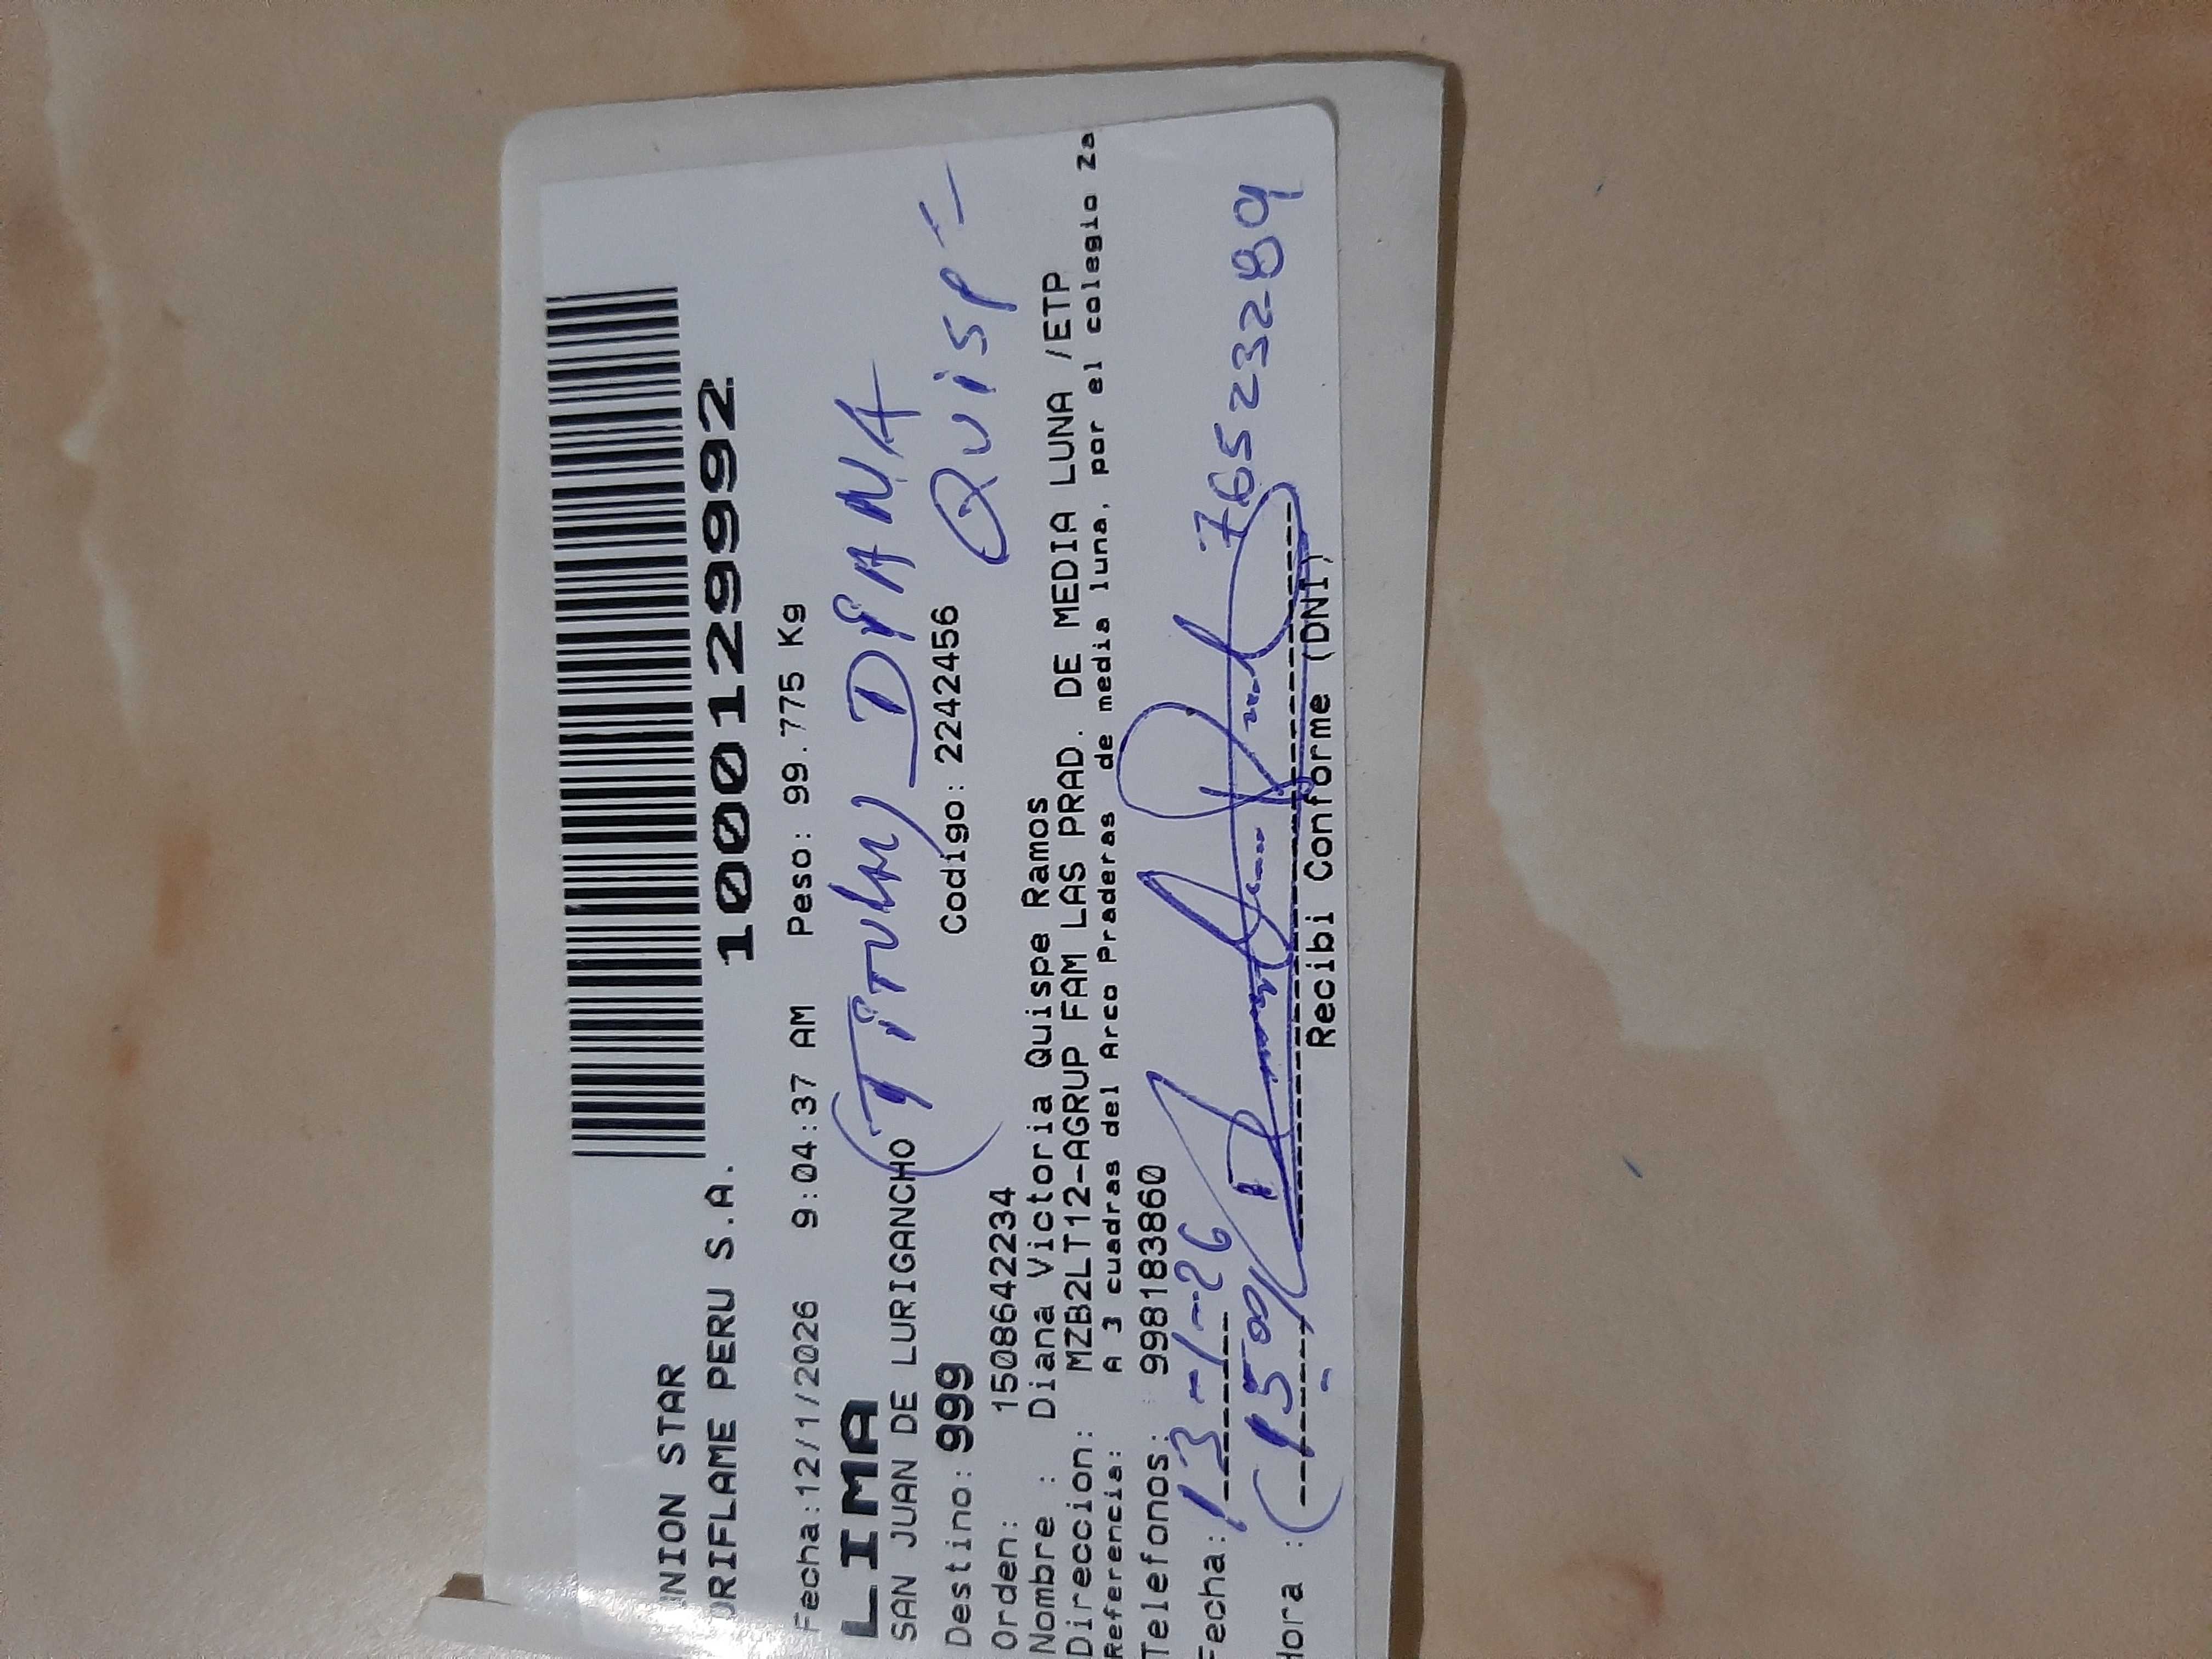 UNION STAR
ORIFLAME PERU S.A.
1000129992
Fecha:12/1/2026 9:04:37 AM Peso: 99.775 Kg
LIMA
SAN JUAN DE LURIGANCHO
(TITULAR) DIANA
Quispe
Destino: 999 Codigo: 2242456
Orden: 1508642234
Nombre : Diana Victoria Quispe Ramos
Direccion: MZB2LT12-AGRUP FAM LAS PRAD. DE MEDIA LUNA /ETP
Referencia: A 3 cuadras del Arco Praderas de media luna, por el colegio Za
Telefonos: 998183860
Fecha: 13-1-26
Hora : (15:00) 76523289
Recibi Conforme (DNI)